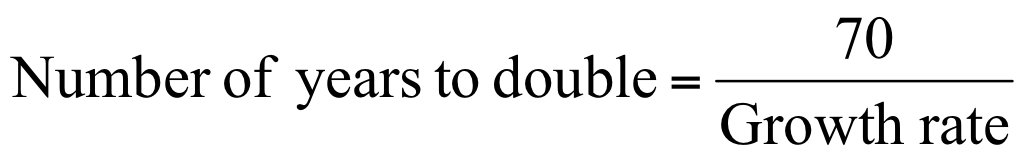 Number of years to double = 70
Growth rate